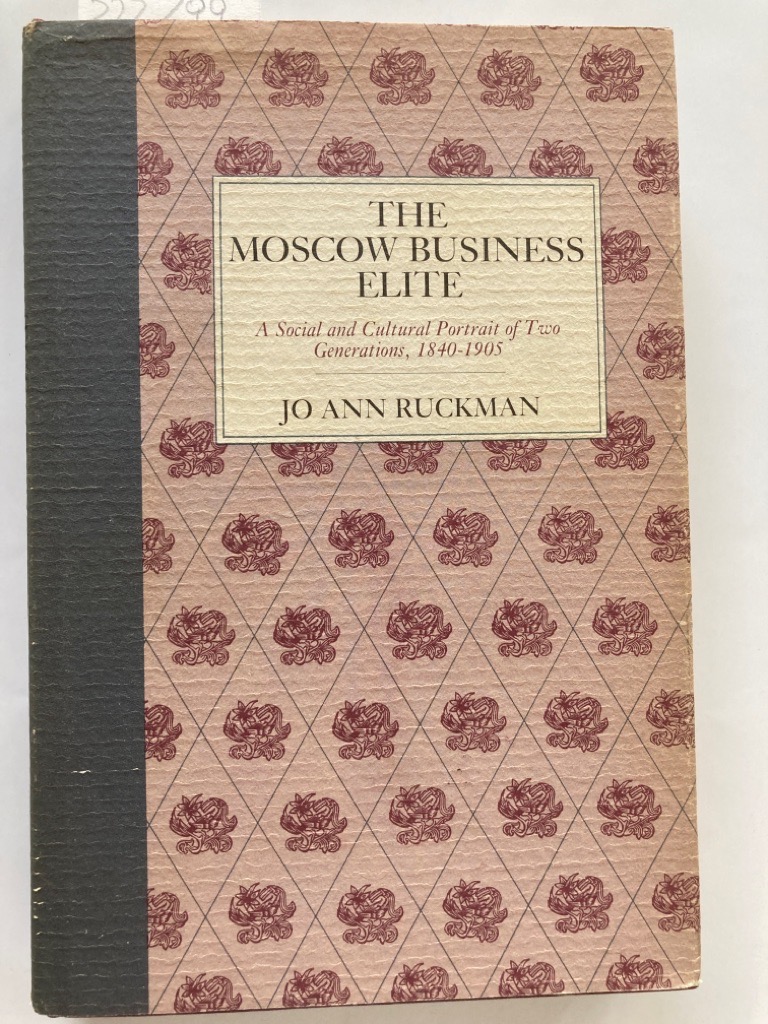 THE
MOSCOW BUSINESS
ELITE
A Social and Cultural Portrait of Two
Generations, 1840-1905
JO ANN RUCKMAN